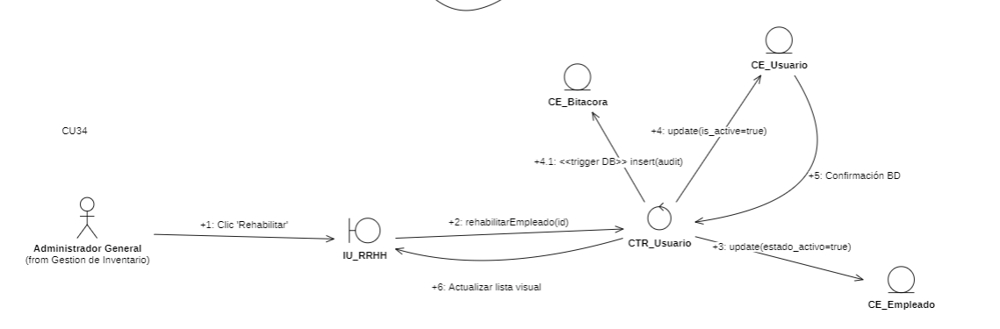 CE_Usuario
CE_Bitacora
CU34
+4: update(is_active=true)
+4.1: <<trigger DB>> insert(audit)
+5: Confirmación BD
+1: Clic 'Rehabilitar'
+2: rehabilitarEmpleado(id)
Administrador General
(from Gestion de Inventario)
IU_RRHH
CTR_Usuario
+3: update(estado_activo=true)
+6: Actualizar lista visual
CE_Empleado